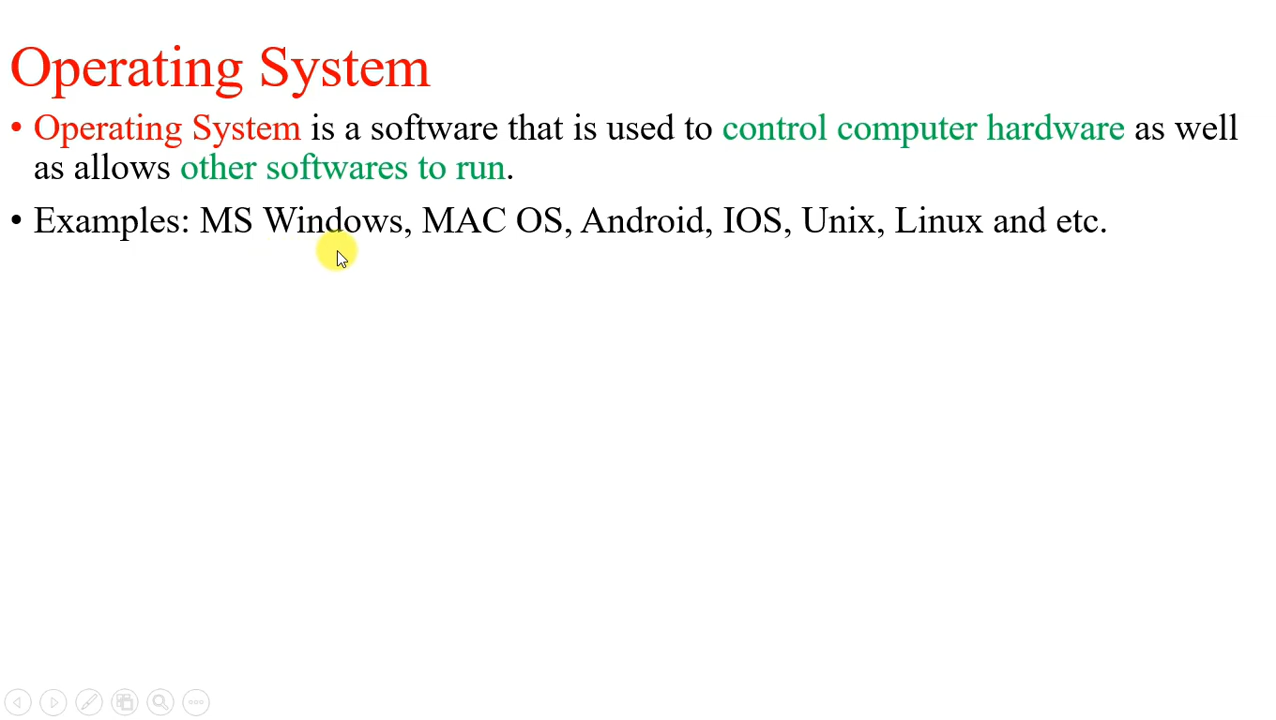 Operating System
• Operating System is a software that is used to control computer hardware as well
as allows other softwares to run.
• Examples: MS Windows, MAC OS, Android, IOS, Unix, Linux and etc.